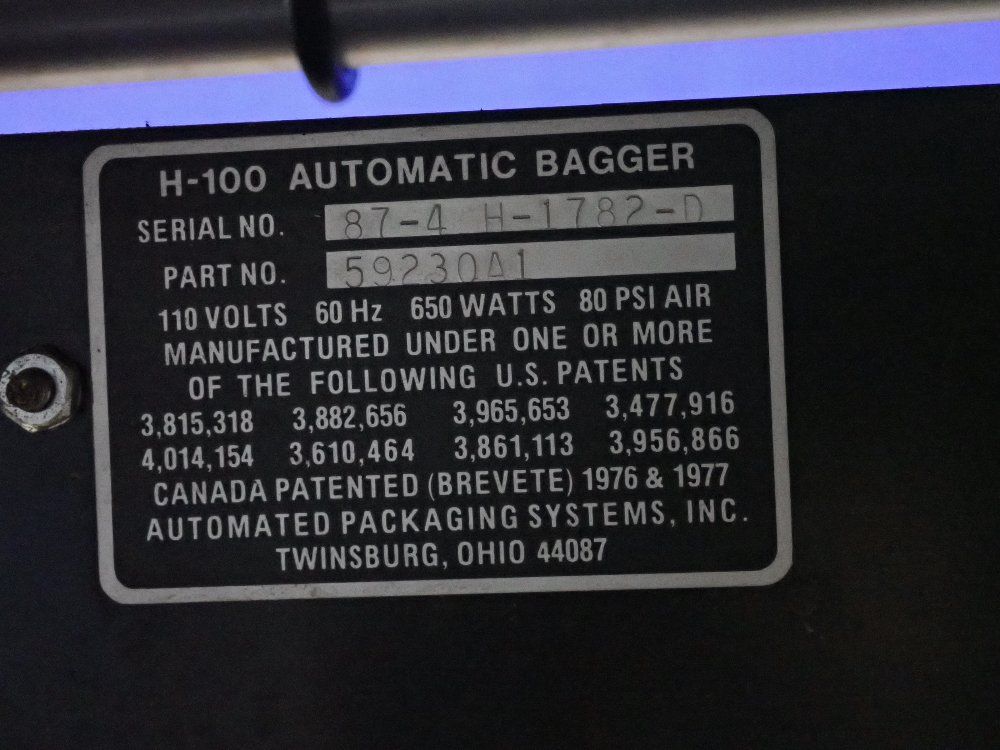 H-100 AUTOMATIC BAGGER
SERIAL NO. 87-4 H-1782-D
PART NO. 59230A1
110 VOLTS 60 Hz 650 WATTS 80 PSI AIR
MANUFACTURED UNDER ONE OR MORE
OF THE FOLLOWING U.S. PATENTS
3,815,318 3,882,656 3,965,653 3,477,916
4,014,154 3,610,464 3,861,113 3,956,866
CANADA PATENTED (BREVETE) 1976 & 1977
AUTOMATED PACKAGING SYSTEMS, INC.
TWINSBURG, OHIO 44087